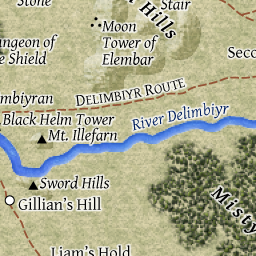 Stone
Hills
Stair
Moon
Tower of
Elembar
ungeon of
e Shield
Seco
DELIMBIYR ROUTE
mbiyran
River Delimbiyr
Black Helm Tower
Mt. Illefarn
Sword Hills
Gillian's Hill
Misty
Liam's Hold